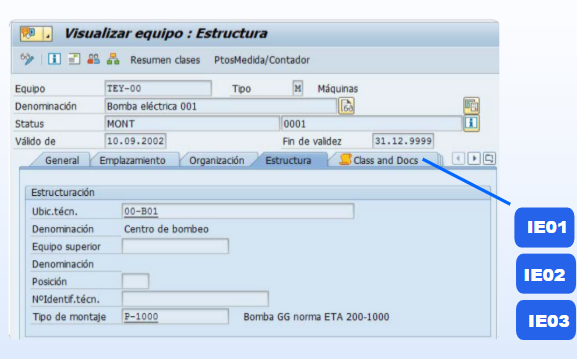 Visualizar equipo : Estructura
Resumen clases PtosMedida/Contador
Equipo TEY-00 Tipo M Máquinas
Denominación Bomba eléctrica 001
Status MONT 0001
Válido de 10.09.2002 Fin de validez 31.12.9999
General Emplazamiento Organización Estructura Class and Docs
Estructuración
Ubic.técn. 00-B01
Denominación Centro de bombeo
Equipo superior
Denominación
Posición
NºIdentif.técn.
Tipo de montaje P-1000 Bomba GG norma ETA 200-1000
IE01
IE02
IE03